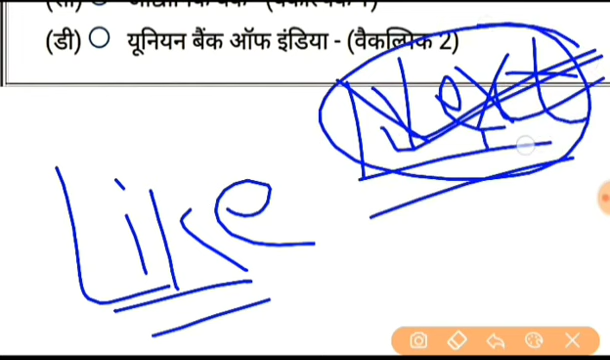 (डी) यूनियन बैंक ऑफ इंडिया - (वैकल्पिक 2)
Next
Like